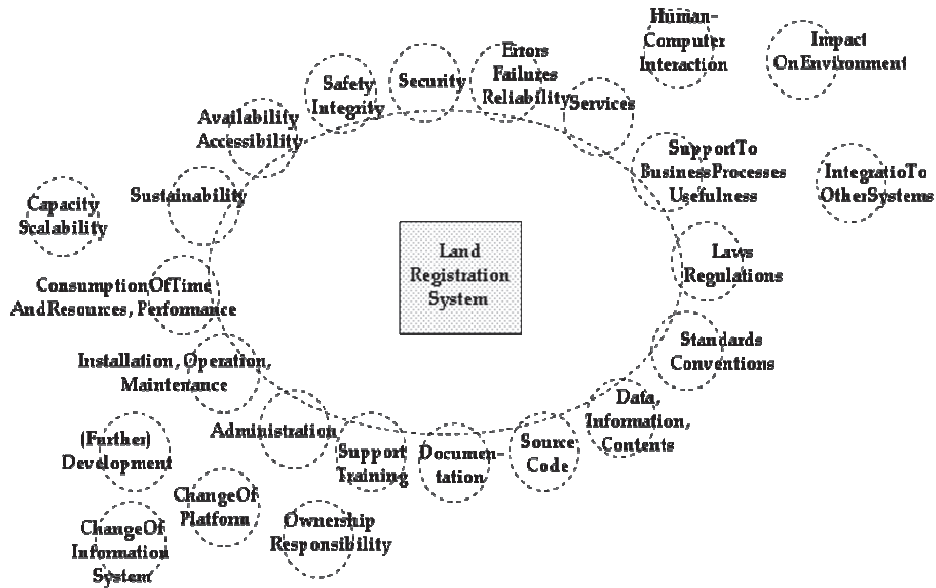 Human-
Computer
Interaction
Impact
OnEnvironment
Errors
Failures
Reliability
Security
Safety
Integrity
Services
Availability
Accessibility
SupportTo
BusinessProcesses
Usefulness
IntegratioTo
OtherSystems
Sustainability
Capacity
Scalability
Land
Registration
System
Laws
Regulations
ConsumptionOfTime
AndResources, Performance
Standards
Conventions
Installation, Operation,
Maintenance
Data,
Information,
Contents
Administration
(Further)
Development
Support
Training
Documen-
tation
Source
Code
ChangeOf
Platform
Ownership
Responsibility
ChangeOf
Information
System